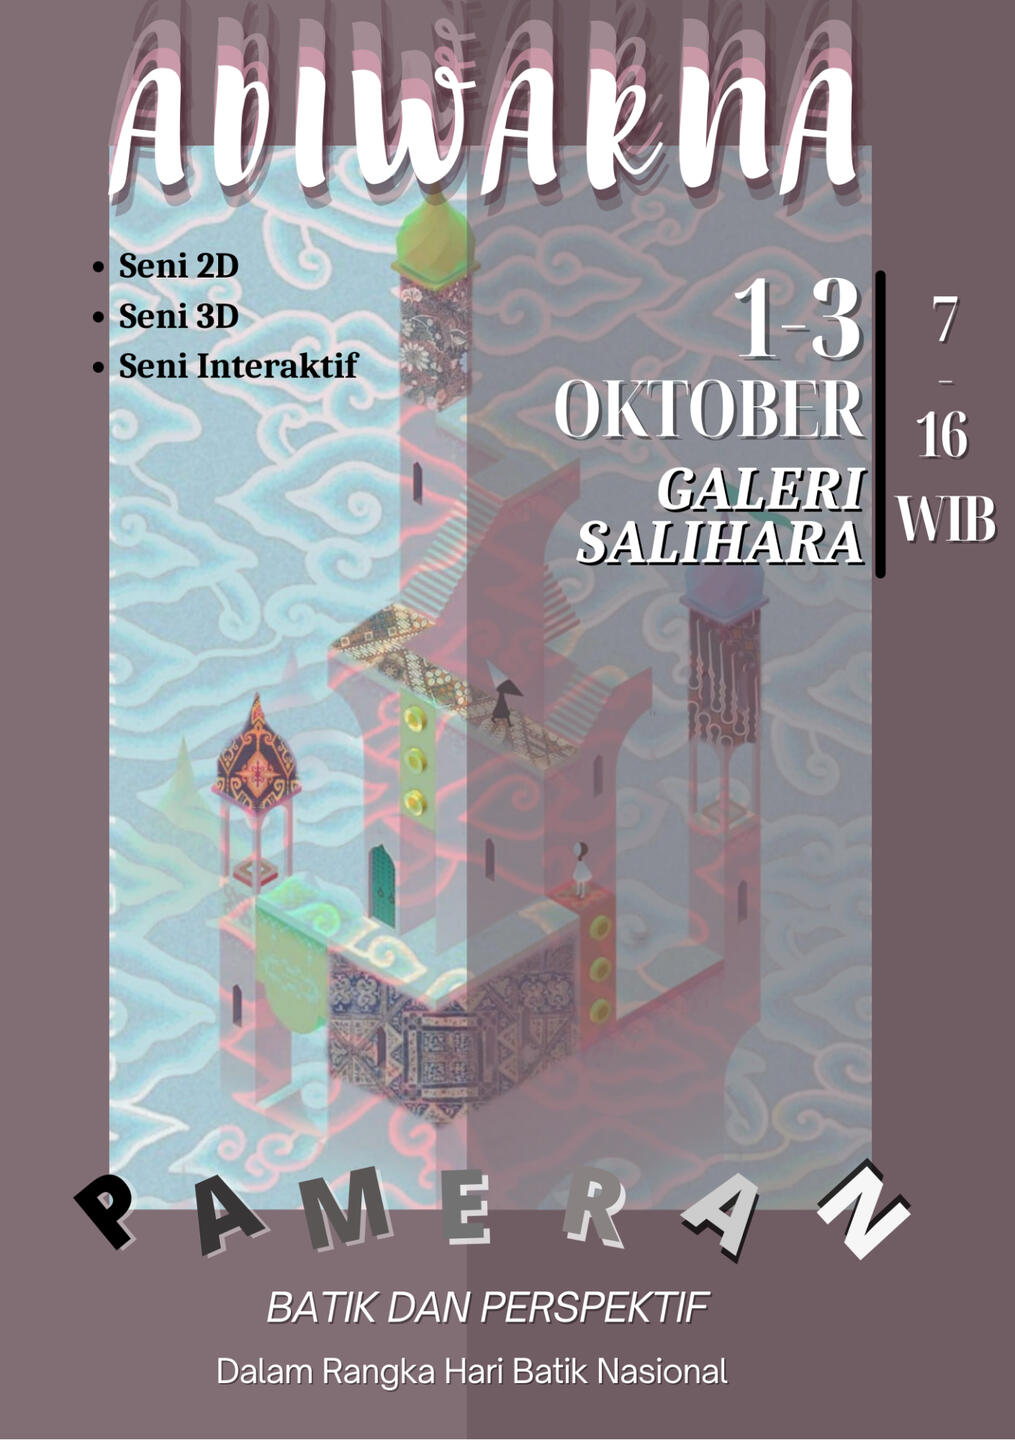 ADIWARNA
• Seni 2D
• Seni 3D
• Seni Interaktif
1-3
OKTOBER
GALERI
SALIHARA
7
-
16
WIB
PAMERAN
BATIK DAN PERSPEKTIF
Dalam Rangka Hari Batik Nasional